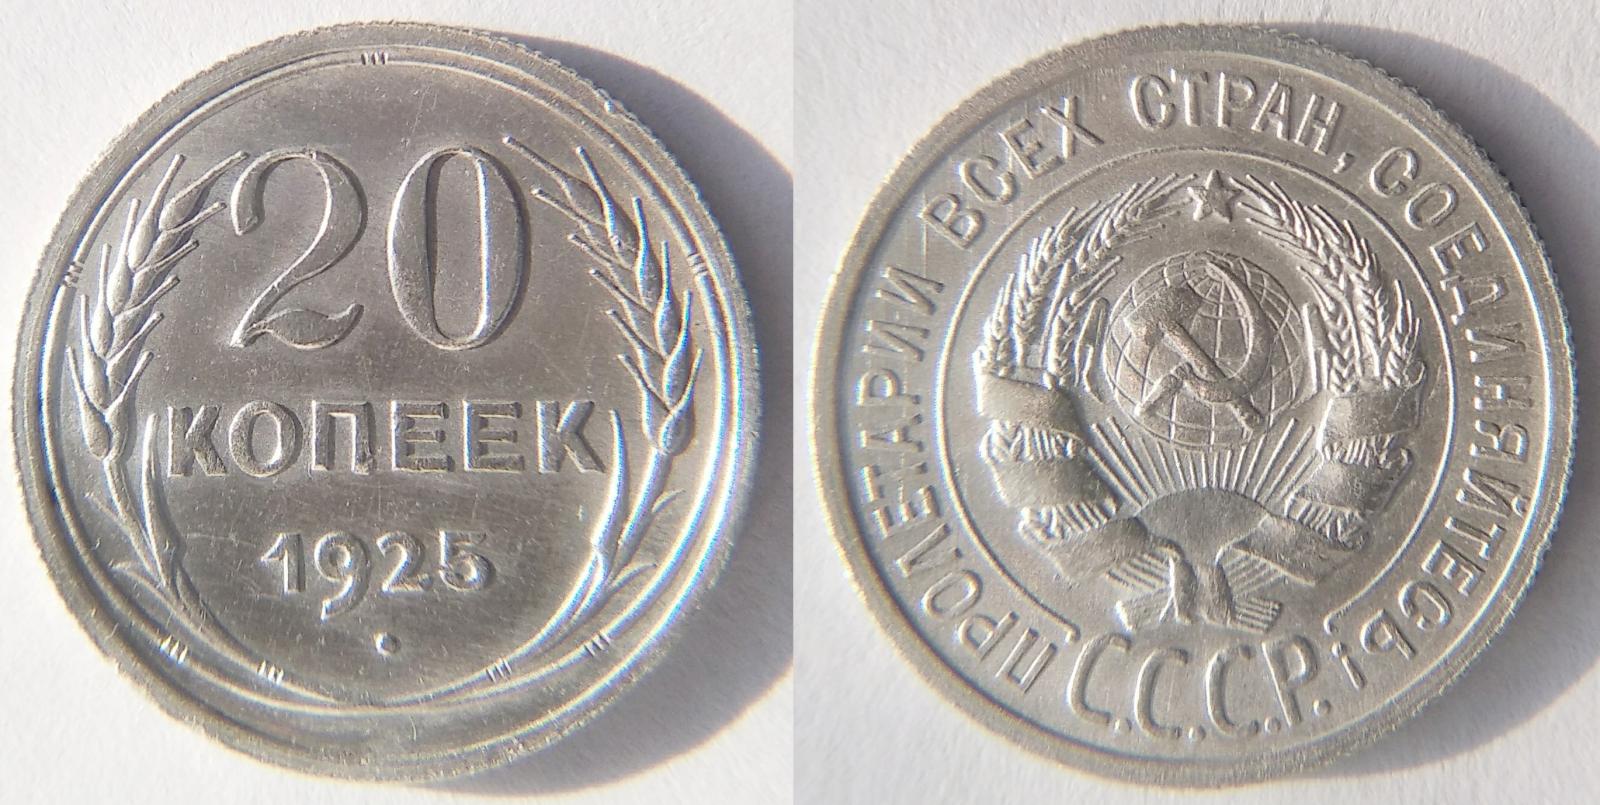 20
КОПЕЕК
1925
ПРОЛЕТАРИИ ВСЕХ СТРАН, СОЕДИНЯЙТЕСЬ!
С.С.С.Р.